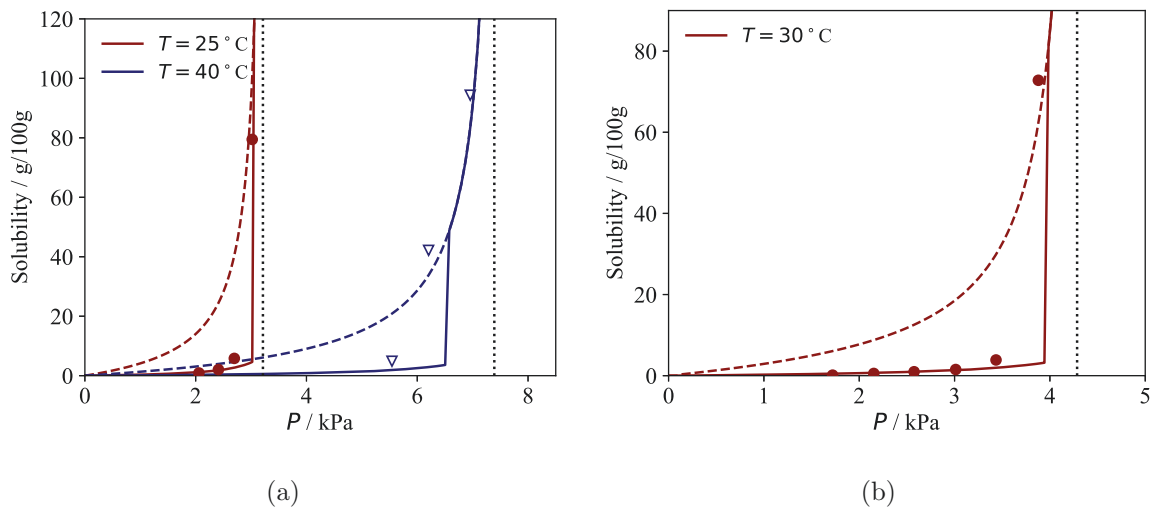 Solubility / g/100g
120
100
80
60
40
20
0
T = 25 °C
T = 40 °C
0 2 4 6 8
P / kPa
(a)
Solubility / g/100g
80
60
40
20
0
T = 30 °C
0 1 2 3 4 5
P / kPa
(b)